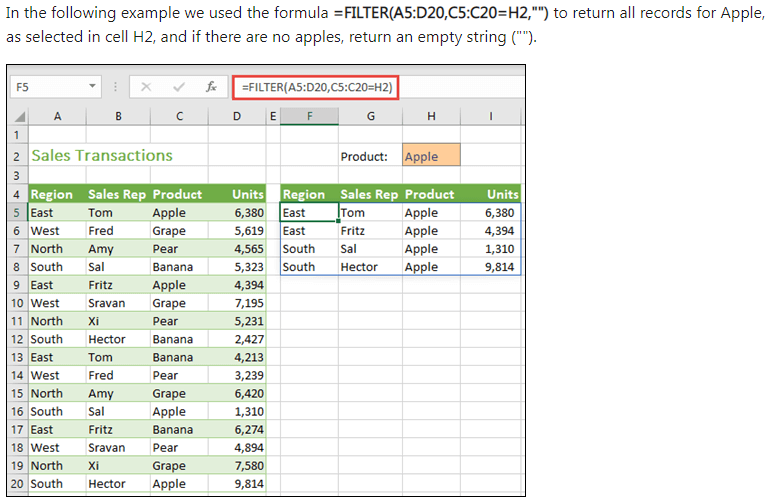 In the following example we used the formula =FILTER(A5:D20,C5:C20=H2,"") to return all records for Apple,
as selected in cell H2, and if there are no apples, return an empty string ("").
F5 fx =FILTER(A5:D20,C5:C20=H2)
A B C D E F G H I
1
2 Sales Transactions Product: Apple
3
4 Region Sales Rep Product Units Region Sales Rep Product Units
5 East Tom Apple 6,380 East Tom Apple 6,380
6 West Fred Grape 5,619 East Fritz Apple 4,394
7 North Amy Pear 4,565 South Sal Apple 1,310
8 South Sal Banana 5,323 South Hector Apple 9,814
9 East Fritz Apple 4,394
10 West Sravan Grape 7,195
11 North Xi Pear 5,231
12 South Hector Banana 2,427
13 East Tom Banana 4,213
14 West Fred Pear 3,239
15 North Amy Grape 6,420
16 South Sal Apple 1,310
17 East Fritz Banana 6,274
18 West Sravan Pear 4,894
19 North Xi Grape 7,580
20 South Hector Apple 9,814